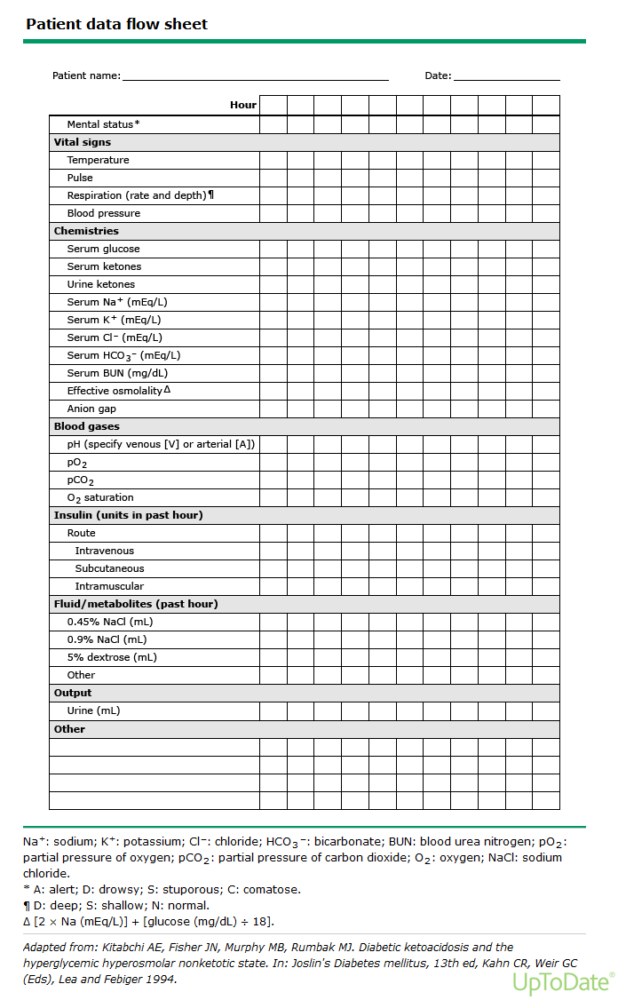 Patient data flow sheet
Patient name: Date:
Hour
Mental status*
Vital signs
Temperature
Pulse
Respiration (rate and depth)¶
Blood pressure
Chemistries
Serum glucose
Serum ketones
Urine ketones
Serum Na⁺ (mEq/L)
Serum K⁺ (mEq/L)
Serum Cl⁻ (mEq/L)
Serum HCO₃⁻ (mEq/L)
Serum BUN (mg/dL)
Effective osmolalityΔ
Anion gap
Blood gases
pH (specify venous [V] or arterial [A])
pO₂
pCO₂
O₂ saturation
Insulin (units in past hour)
Route
Intravenous
Subcutaneous
Intramuscular
Fluid/metabolites (past hour)
0.45% NaCl (mL)
0.9% NaCl (mL)
5% dextrose (mL)
Other
Output
Urine (mL)
Other
Na⁺: sodium; K⁺: potassium; Cl⁻: chloride; HCO₃⁻: bicarbonate; BUN: blood urea nitrogen; pO₂:
partial pressure of oxygen; pCO₂: partial pressure of carbon dioxide; O₂: oxygen; NaCl: sodium
chloride.
* A: alert; D: drowsy; S: stuporous; C: comatose.
¶ D: deep; S: shallow; N: normal.
Δ [2 × Na (mEq/L)] + [glucose (mg/dL) ÷ 18].
Adapted from: Kitabchi AE, Fisher JN, Murphy MB, Rumbak MJ. Diabetic ketoacidosis and the
hyperglycemic hyperosmolar nonketotic state. In: Joslin's Diabetes mellitus, 13th ed, Kahn CR, Weir GC
(Eds), Lea and Febiger 1994.
UpToDate®